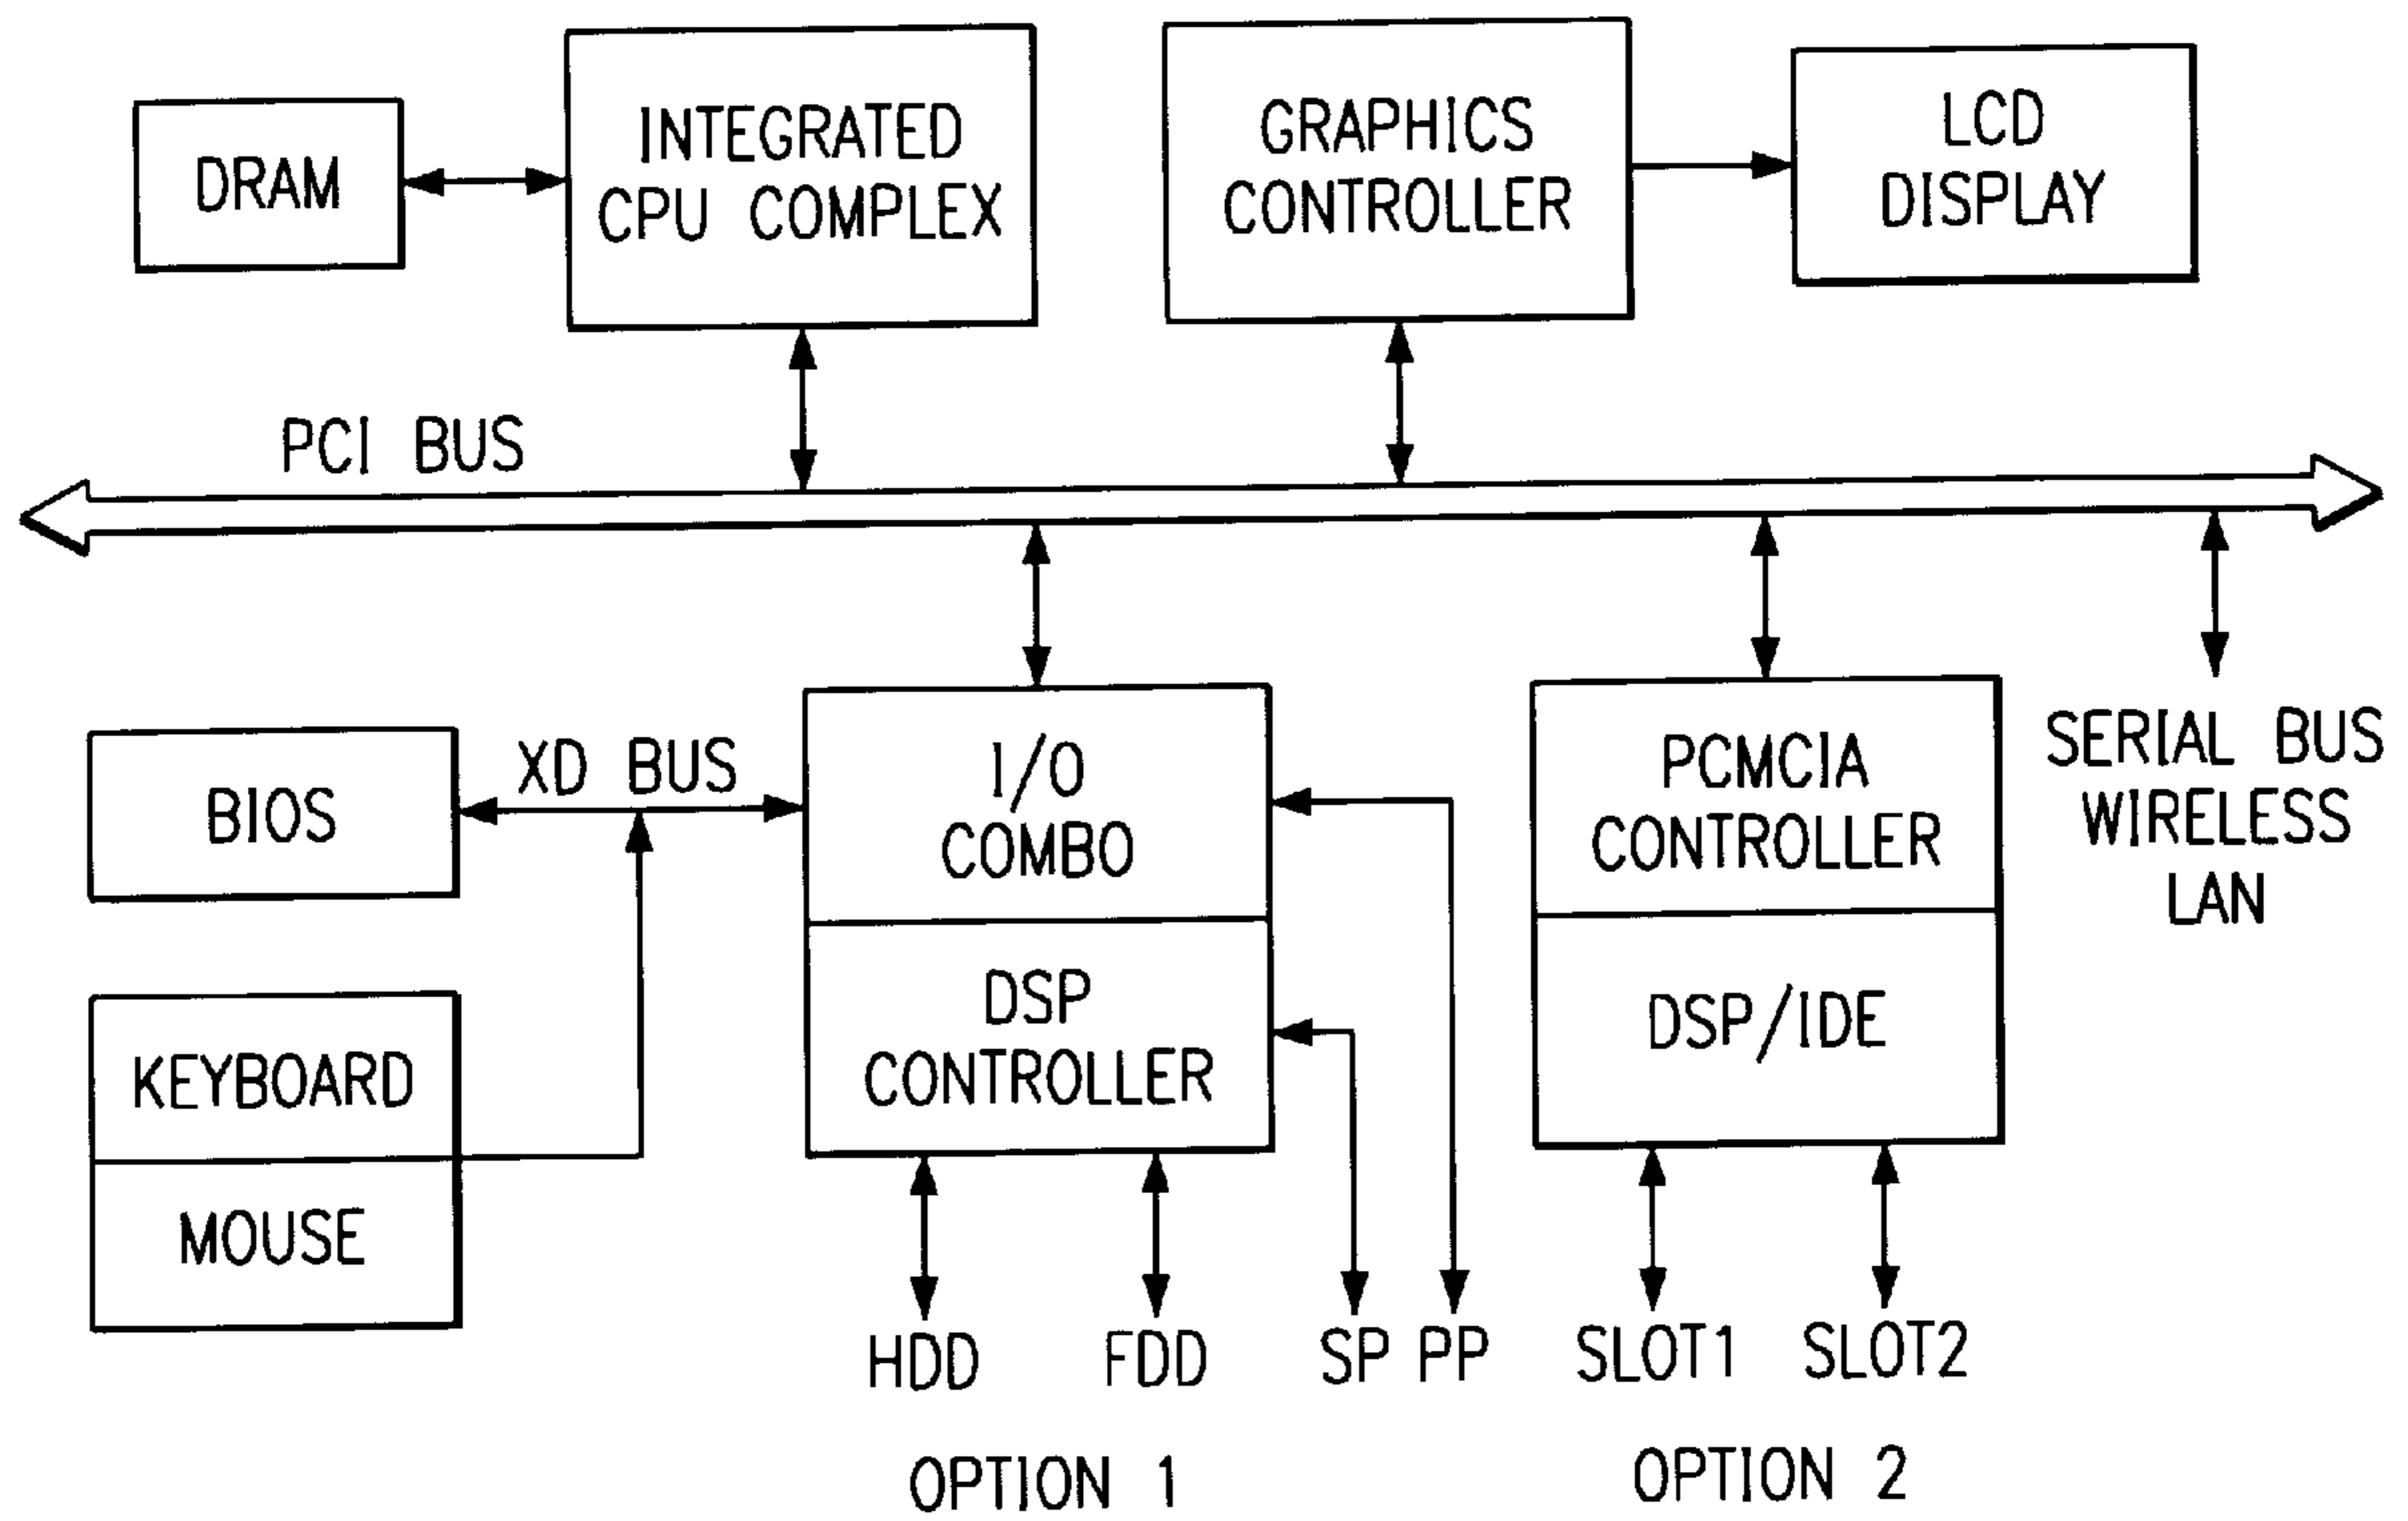 DRAM
INTEGRATED
CPU COMPLEX
GRAPHICS
CONTROLLER
LCD
DISPLAY
PCI BUS
BIOS
XD BUS
I/O
COMBO
DSP
CONTROLLER
PCMCIA
CONTROLLER
DSP/IDE
SERIAL BUS
WIRELESS
LAN
KEYBOARD
MOUSE
HDD
FDD
SP
PP
SLOT1
SLOT2
OPTION 1
OPTION 2